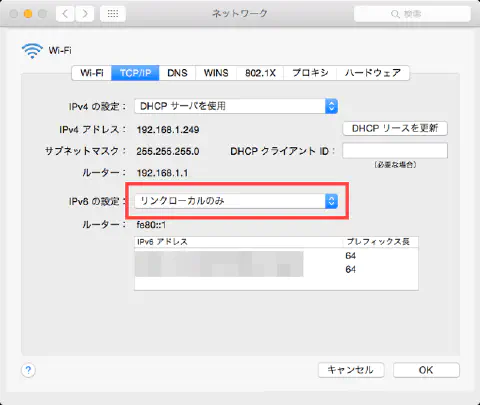 ネットワーク
検索
Wi-Fi
Wi-Fi TCP/IP DNS WINS 802.1X プロキシ ハードウェア
IPv4 の設定： DHCP サーバを使用
IPv4 アドレス： 192.168.1.249 DHCP リースを更新
サブネットマスク： 255.255.255.0 DHCP クライアント ID：
（必要な場合）
ルーター： 192.168.1.1
IPv6 の設定： リンクローカルのみ
ルーター： fe80::1
IPv6 アドレス プレフィックス長
64
64
? キャンセル OK